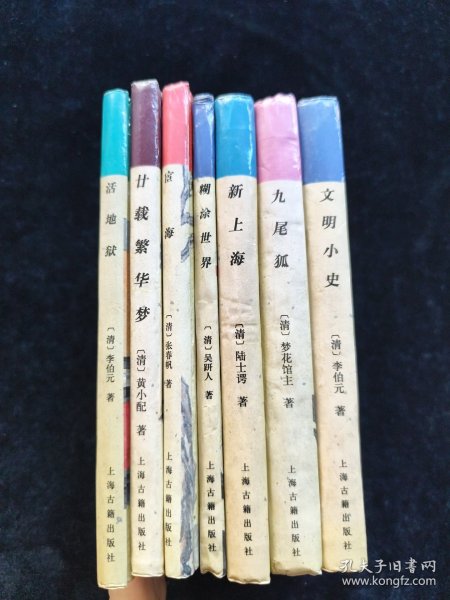 活地獄
〔清〕李伯元 著
上海古籍出版社
廿载繁华梦
〔清〕黄小配 著
上海古籍出版社
宦海
〔清〕张春帆 著
上海古籍出版社
糊涂世界
〔清〕吴趼人 著
上海古籍出版社
新上海
〔清〕陆士谔 著
上海古籍出版社
九尾狐
〔清〕梦花馆主 著
上海古籍出版社
文明小史
〔清〕李伯元 著
上海古籍出版社
孔夫子旧书网
www.kongfz.com